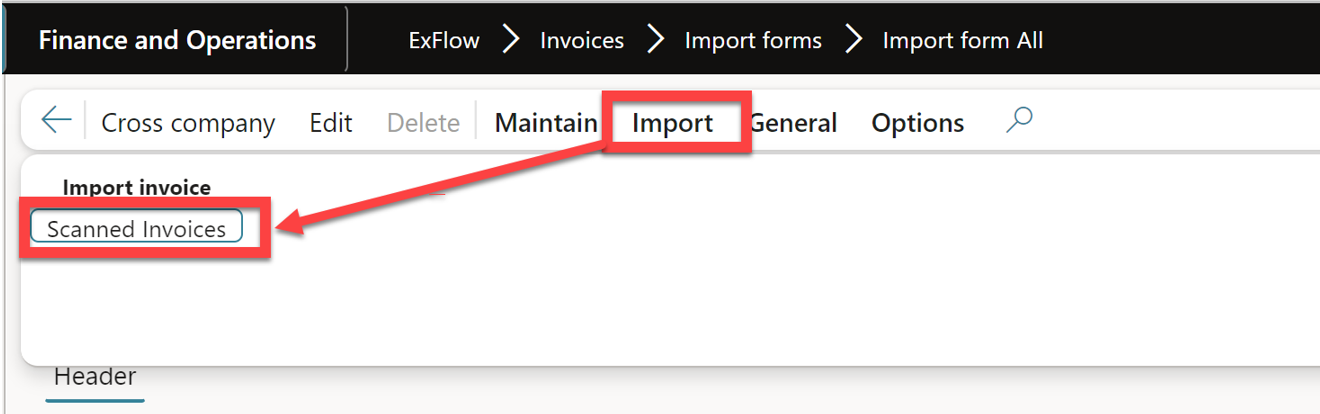 Finance and Operations ExFlow Invoices Import forms Import form All
Cross company Edit Delete Maintain Import General Options
Import invoice
Scanned Invoices
Header